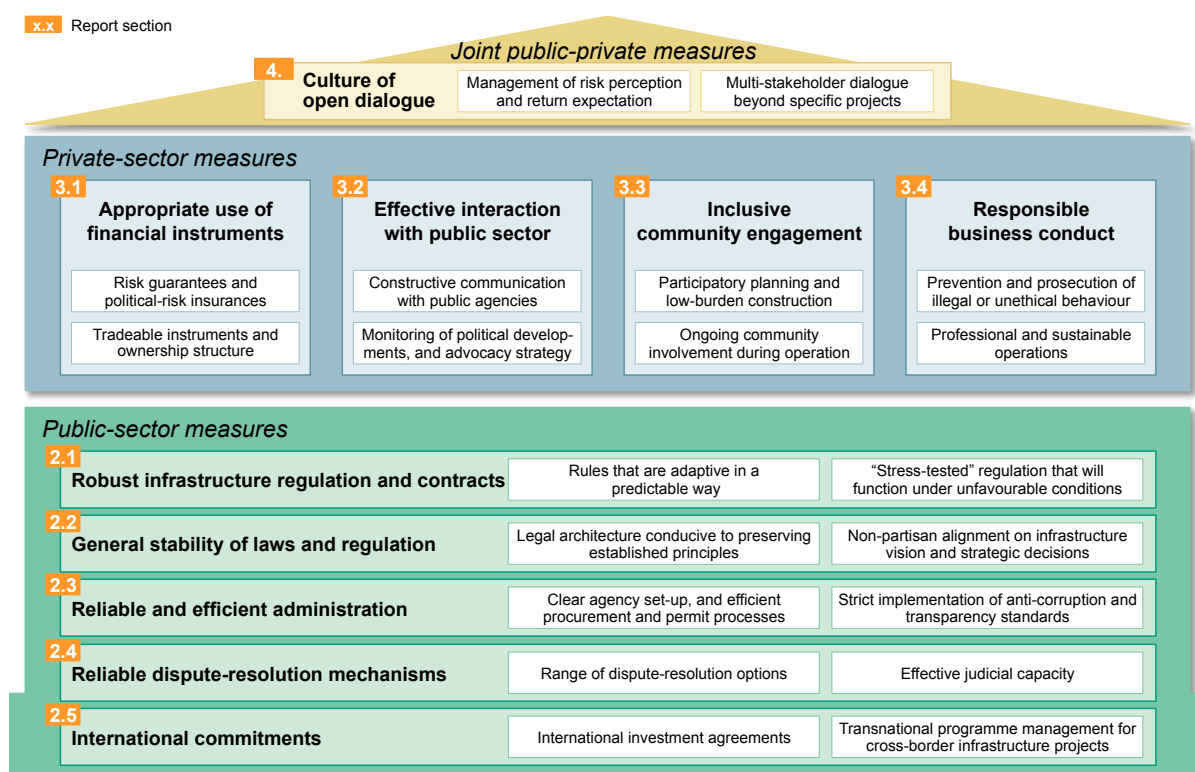 x.x Report section
Joint public-private measures
4.
Culture of
open dialogue
Management of risk perception
and return expectation
Multi-stakeholder dialogue
beyond specific projects
Private-sector measures
3.1
Appropriate use of
financial instruments
Risk guarantees and
political-risk insurances
Tradeable instruments and
ownership structure
3.2
Effective interaction
with public sector
Constructive communication
with public agencies
Monitoring of political develop-
ments, and advocacy strategy
3.3
Inclusive
community engagement
Participatory planning and
low-burden construction
Ongoing community
involvement during operation
3.4
Responsible
business conduct
Prevention and prosecution of
illegal or unethical behaviour
Professional and sustainable
operations
Public-sector measures
2.1
Robust infrastructure regulation and contracts
Rules that are adaptive in a
predictable way
“Stress-tested” regulation that will
function under unfavourable conditions
2.2
General stability of laws and regulation
Legal architecture conducive to preserving
established principles
Non-partisan alignment on infrastructure
vision and strategic decisions
2.3
Reliable and efficient administration
Clear agency set-up, and efficient
procurement and permit processes
Strict implementation of anti-corruption and
transparency standards
2.4
Reliable dispute-resolution mechanisms
Range of dispute-resolution options
Effective judicial capacity
2.5
International commitments
International investment agreements
Transnational programme management for
cross-border infrastructure projects